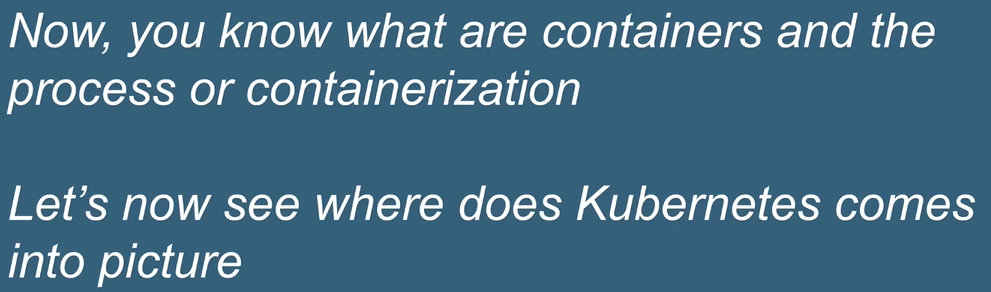 Now, you know what are containers and the
process or containerization
Let’s now see where does Kubernetes comes
into picture